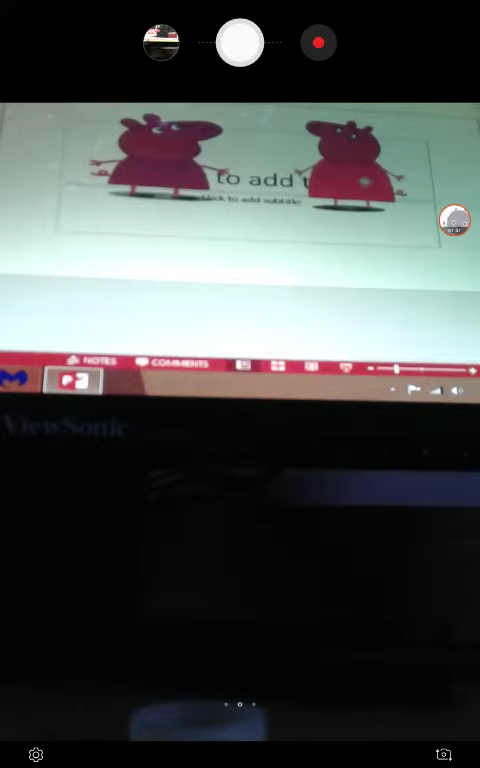 to add t
click to add subtitle
NOTES COMMENTS
P
ViewSonic